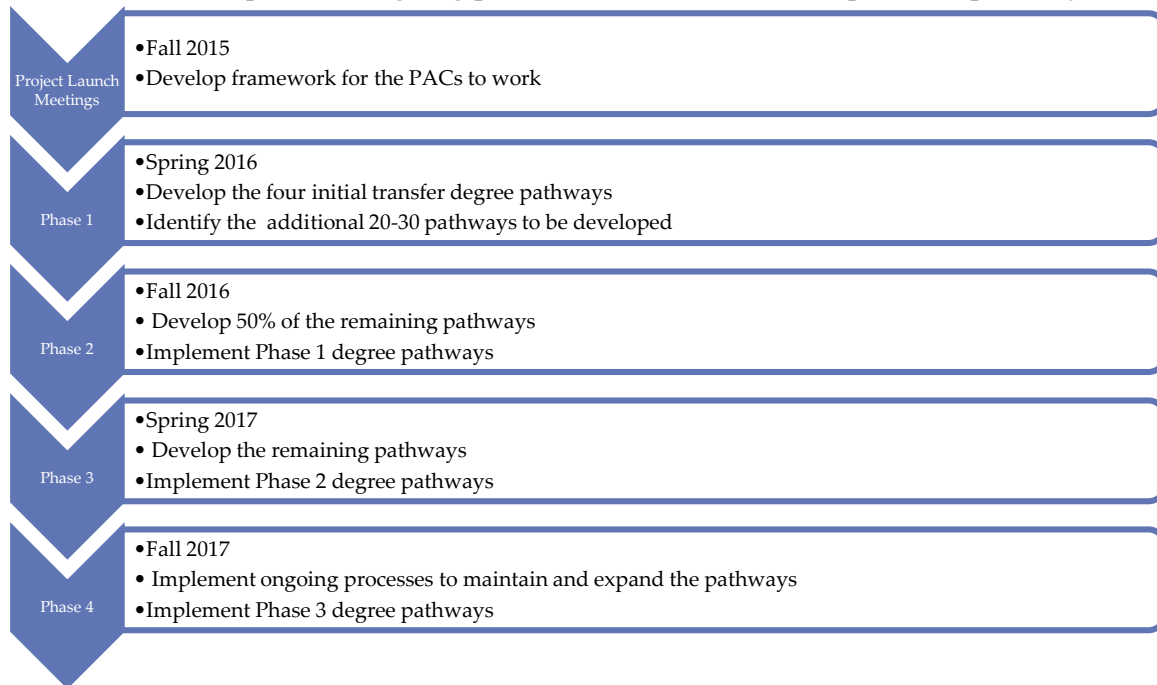 Project Launch
Meetings
•Fall 2015
•Develop framework for the PACs to work
Phase 1
•Spring 2016
•Develop the four initial transfer degree pathways
•Identify the  additional 20-30 pathways to be developed
Phase 2
•Fall 2016
• Develop 50% of the remaining pathways
•Implement Phase 1 degree pathways
Phase 3
•Spring 2017
• Develop the remaining pathways
•Implement Phase 2 degree pathways
Phase 4
•Fall 2017
• Implement ongoing processes to maintain and expand the pathways
•Implement Phase 3 degree pathways